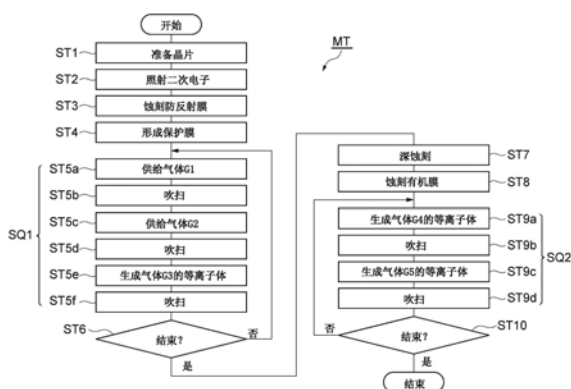 开始
MT
ST1 准备晶片
ST2 照射二次电子
ST3 蚀刻防反射膜
ST4 形成保护膜
SQ1
ST5a 供给气体G1
ST5b 吹扫
ST5c 供给气体G2
ST5d 吹扫
ST5e 生成气体G3的等离子体
ST5f 吹扫
ST6 结束?
否
是
深蚀刻 ST7
蚀刻有机膜 ST8
生成气体G4的等离子体 ST9a
吹扫 ST9b
生成气体G5的等离子体 ST9c
吹扫 ST9d
SQ2
结束? ST10
否
是
结束